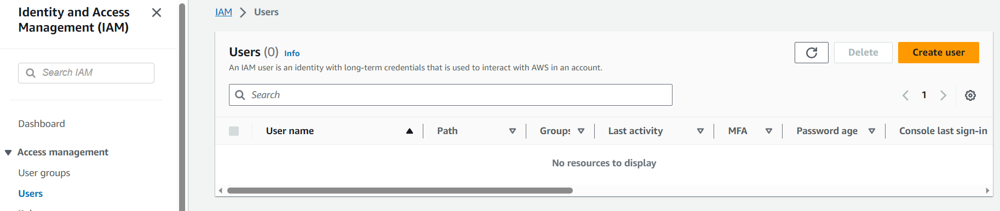 Identity and Access
Management (IAM)
Search IAM
Dashboard
Access management
User groups
Users
IAM > Users
Users (0) Info
An IAM user is an identity with long-term credentials that is used to interact with AWS in an account.
Delete
Create user
Search
1
User name Path Groups Last activity MFA Password age Console last sign-in
No resources to display